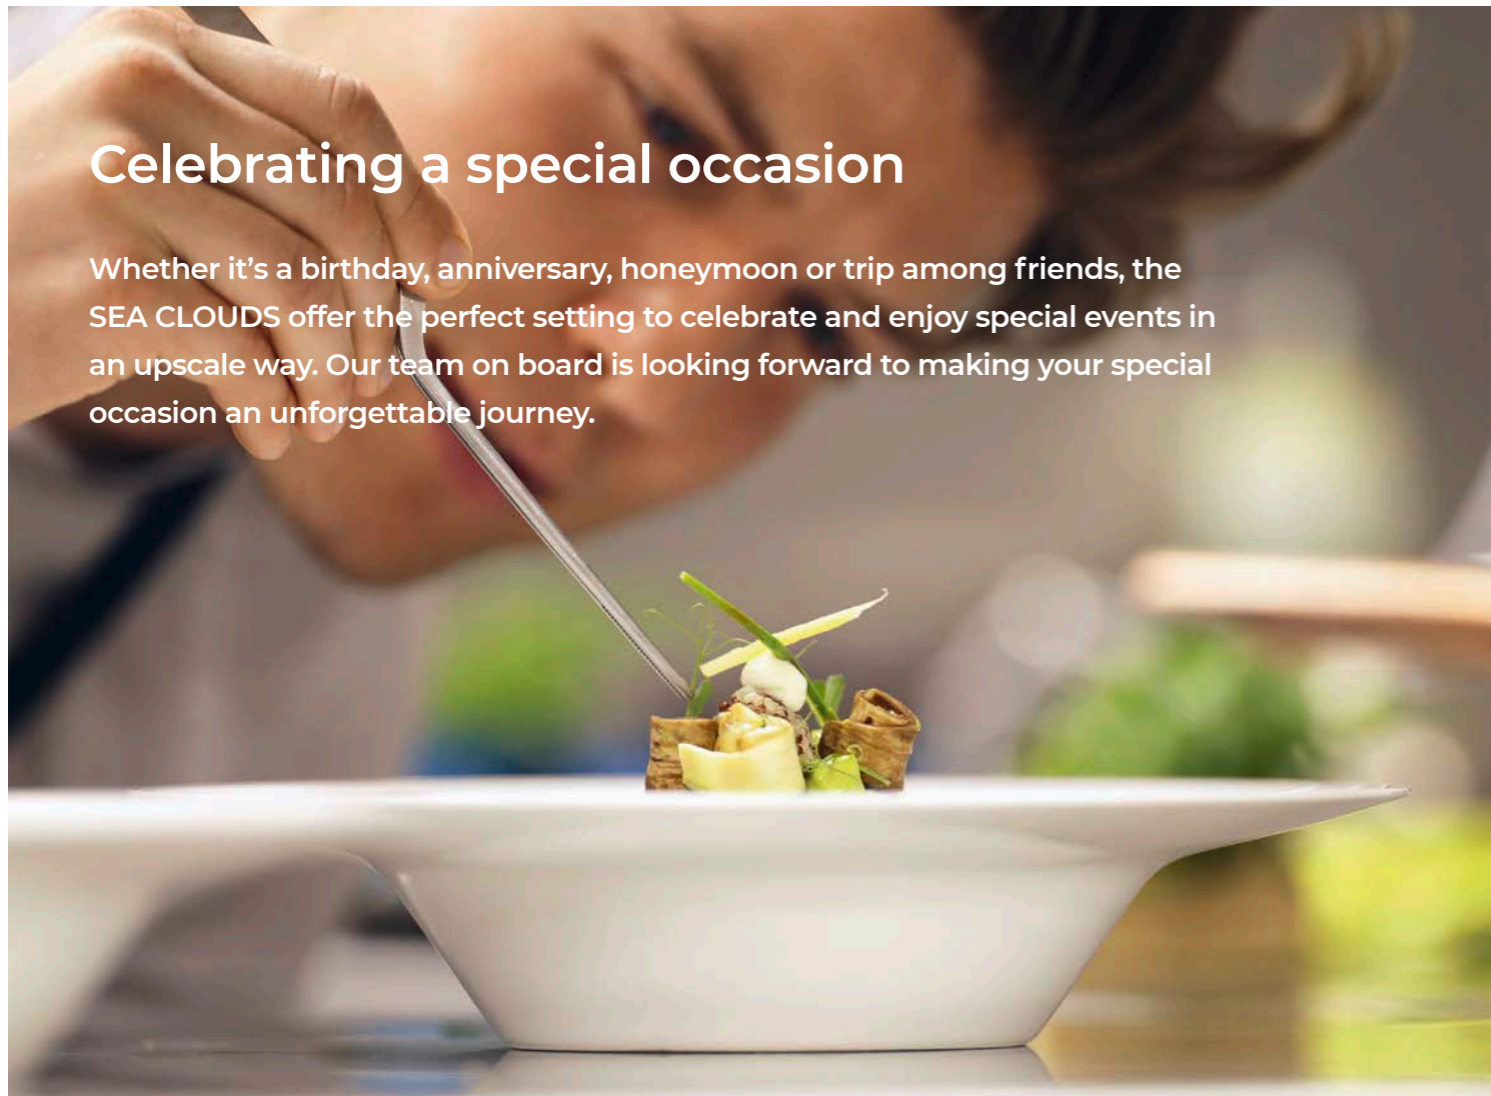 Celebrating a special occasion
Whether it’s a birthday, anniversary, honeymoon or trip among friends, the
SEA CLOUDS offer the perfect setting to celebrate and enjoy special events in
an upscale way. Our team on board is looking forward to making your special
occasion an unforgettable journey.